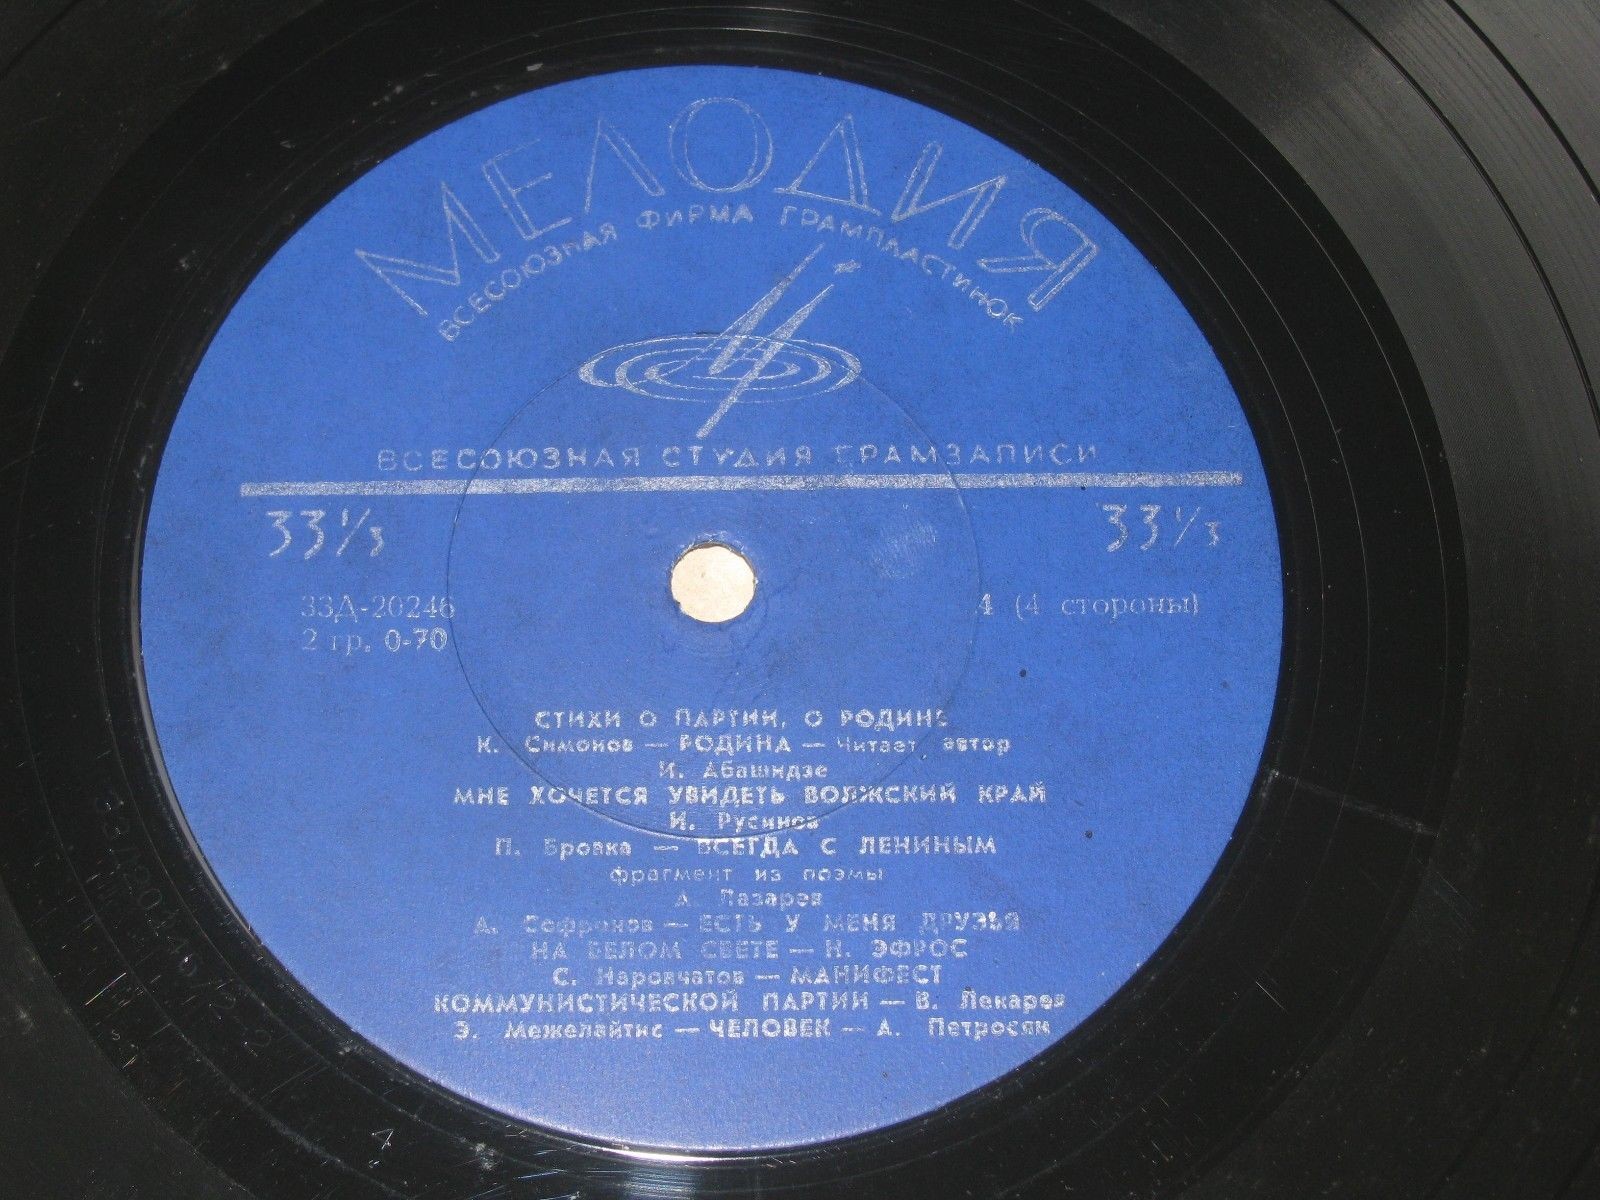 МЕЛОДИЯ
ВСЕСОЮЗНАЯ ФИРМА ГРАМПЛАСТИНОК
ВСЕСОЮЗНАЯ СТУДИЯ ГРАМЗАПИСИ
33⅓ 33⅓
33Д-20246 4 (4 стороны)
2 гр. 0-70
СТИХИ О ПАРТИИ, О РОДИНЕ
К. Симонов — РОДИНА — Читает автор
И. Абашидзе
МНЕ ХОЧЕТСЯ УВИДЕТЬ ВОЛЖСКИЙ КРАЙ
И. Русинов
П. Бровка — ВСЕГДА С ЛЕНИНЫМ
фрагмент из поэмы
А. Лазарев
А. Софронов — ЕСТЬ У МЕНЯ ДРУЗЬЯ
НА БЕЛОМ СВЕТЕ — Н. ЭФРОС
С. Наровчатов — МАНИФЕСТ
КОММУНИСТИЧЕСКОЙ ПАРТИИ — В. Лекарев
Э. Межелайтис — ЧЕЛОВЕК — А. Петросян
4